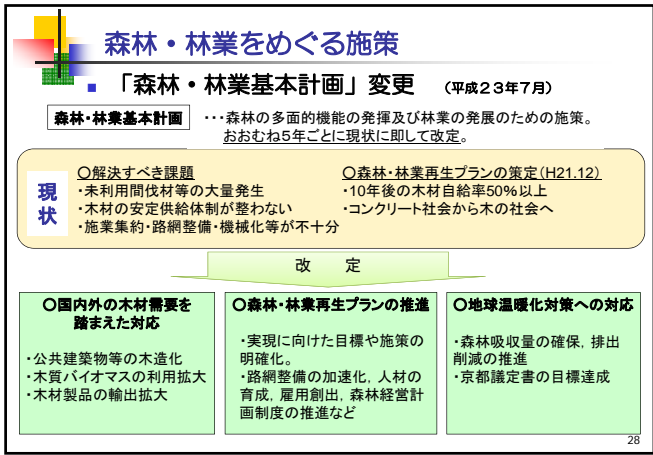 森林・林業をめぐる施策
■「森林・林業基本計画」変更 （平成23年7月）
森林・林業基本計画 ・・・森林の多面的機能の発揮及び林業の発展のための施策。
おおむね5年ごとに現状に即して改定。
現状
○解決すべき課題
・未利用間伐材等の大量発生
・木材の安定供給体制が整わない
・施業集約・路網整備・機械化等が不十分
○森林・林業再生プランの策定（H21.12）
・10年後の木材自給率50%以上
・コンクリート社会から木の社会へ
改 定
○国内外の木材需要を
踏まえた対応
・公共建築物等の木造化
・木質バイオマスの利用拡大
・木材製品の輸出拡大
○森林・林業再生プランの推進
・実現に向けた目標や施策の
明確化。
・路網整備の加速化，人材の
育成，雇用創出，森林経営計
画制度の推進など
○地球温暖化対策への対応
・森林吸収量の確保，排出
削減の推進
・京都議定書の目標達成
28